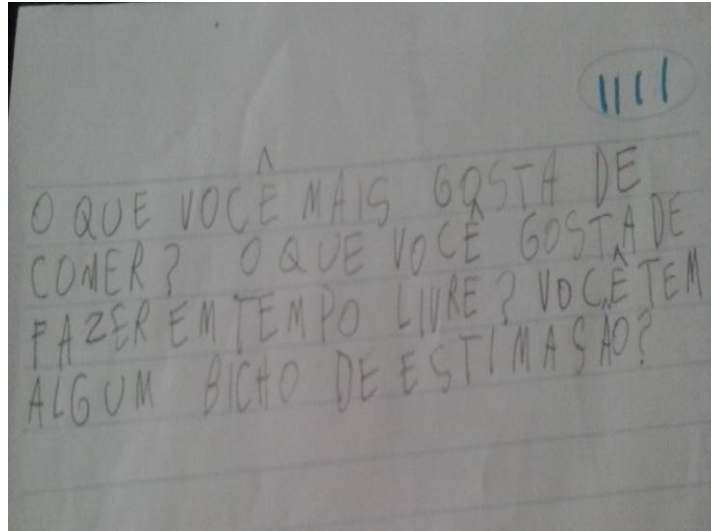 O QUE VOCÊ MAIS GOSTA DE
COMER? O QUE VOCÊ GOSTA DE
FAZER EM TEMPO LIVRE? VOCÊ TEM
ALGUM BICHO DE ESTIMASÃO?